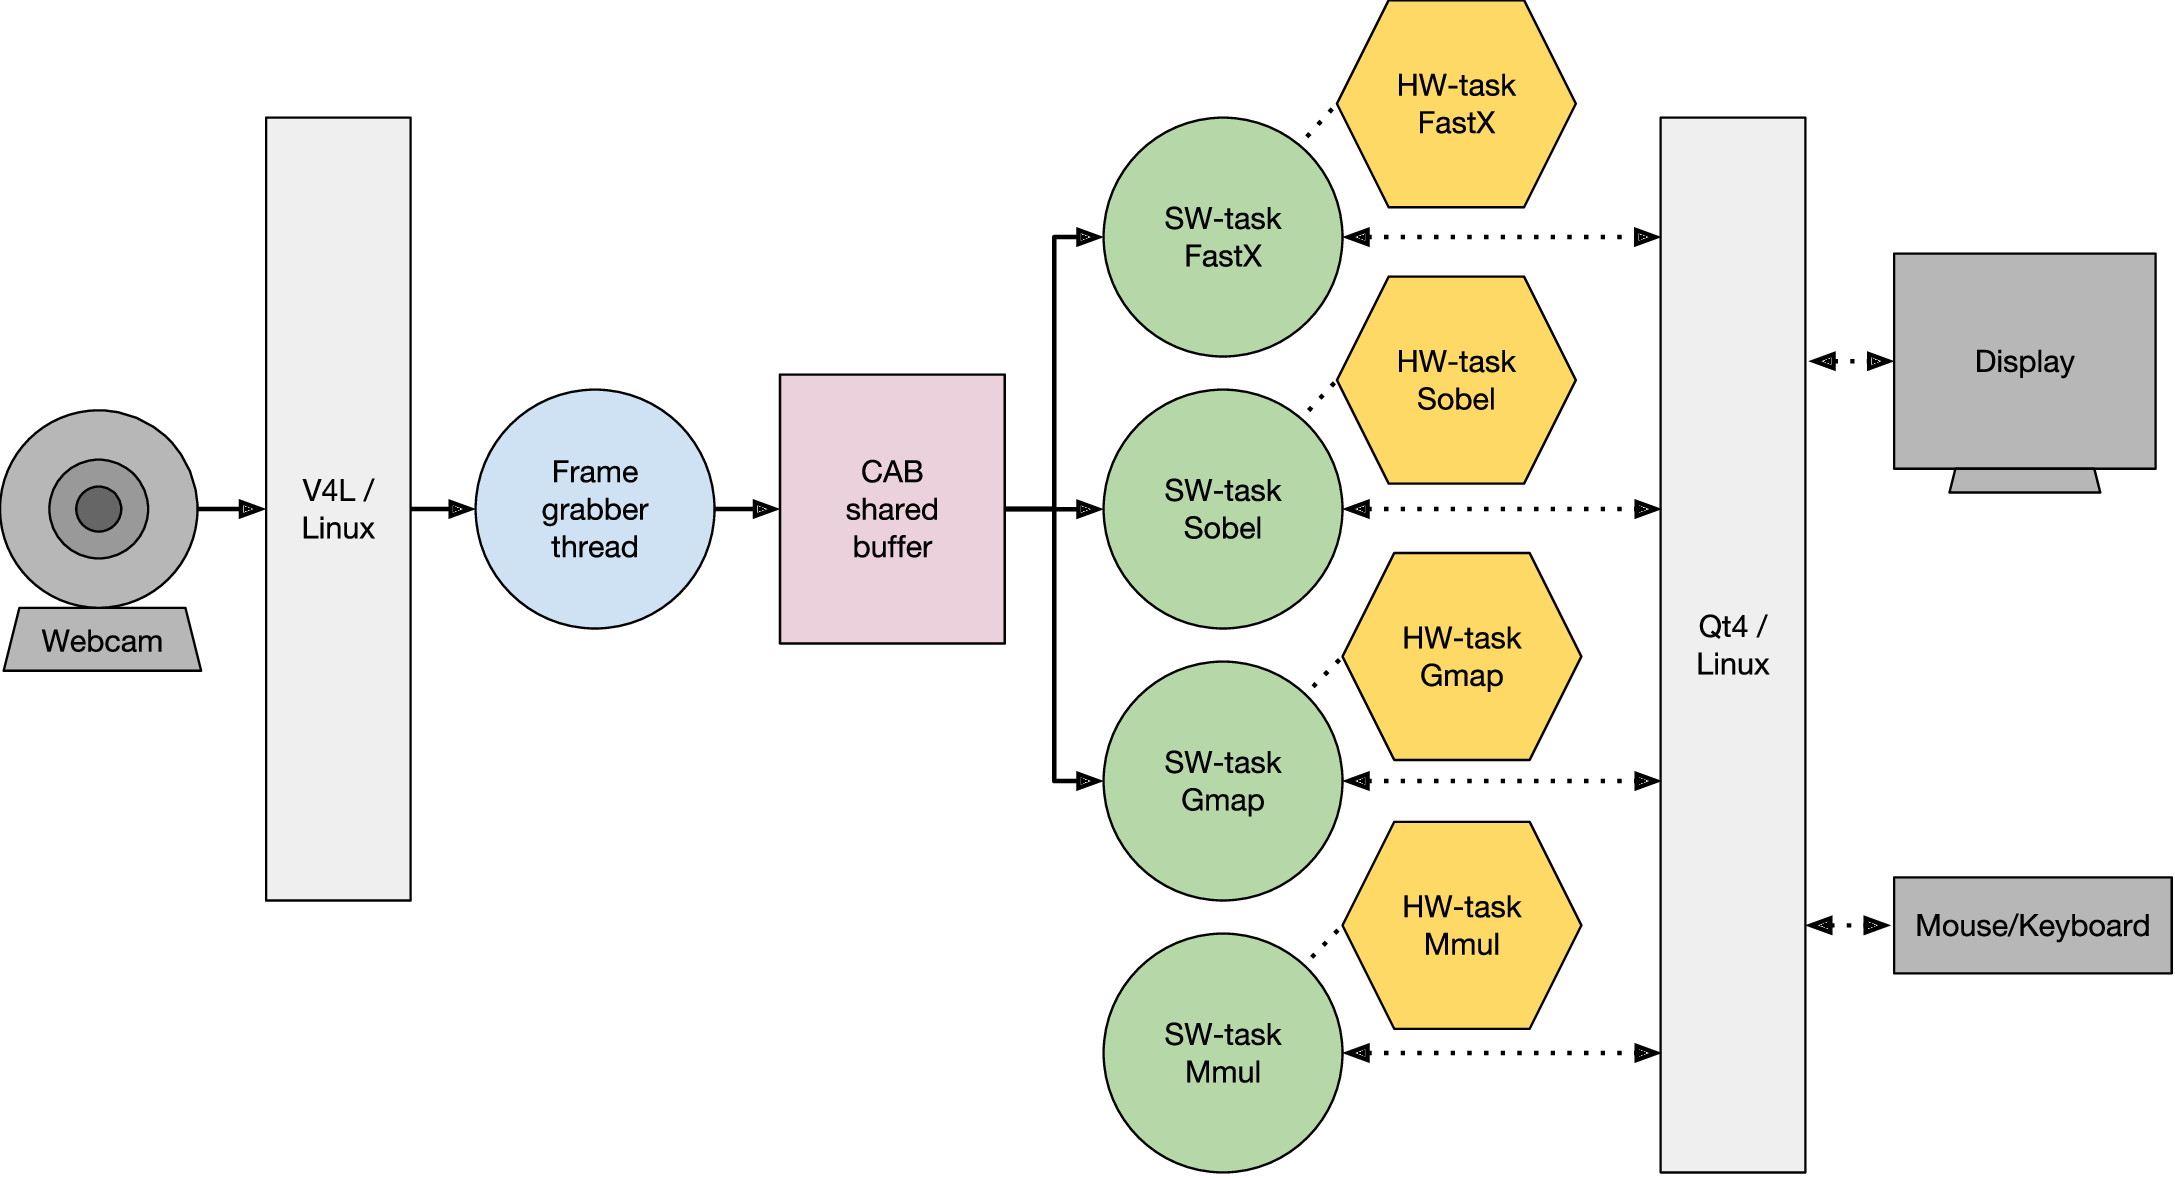 Webcam
V4L /
Linux
Frame
grabber
thread
CAB
shared
buffer
HW-task
FastX
SW-task
FastX
HW-task
Sobel
SW-task
Sobel
HW-task
Gmap
SW-task
Gmap
HW-task
Mmul
SW-task
Mmul
Qt4 /
Linux
Display
Mouse/Keyboard